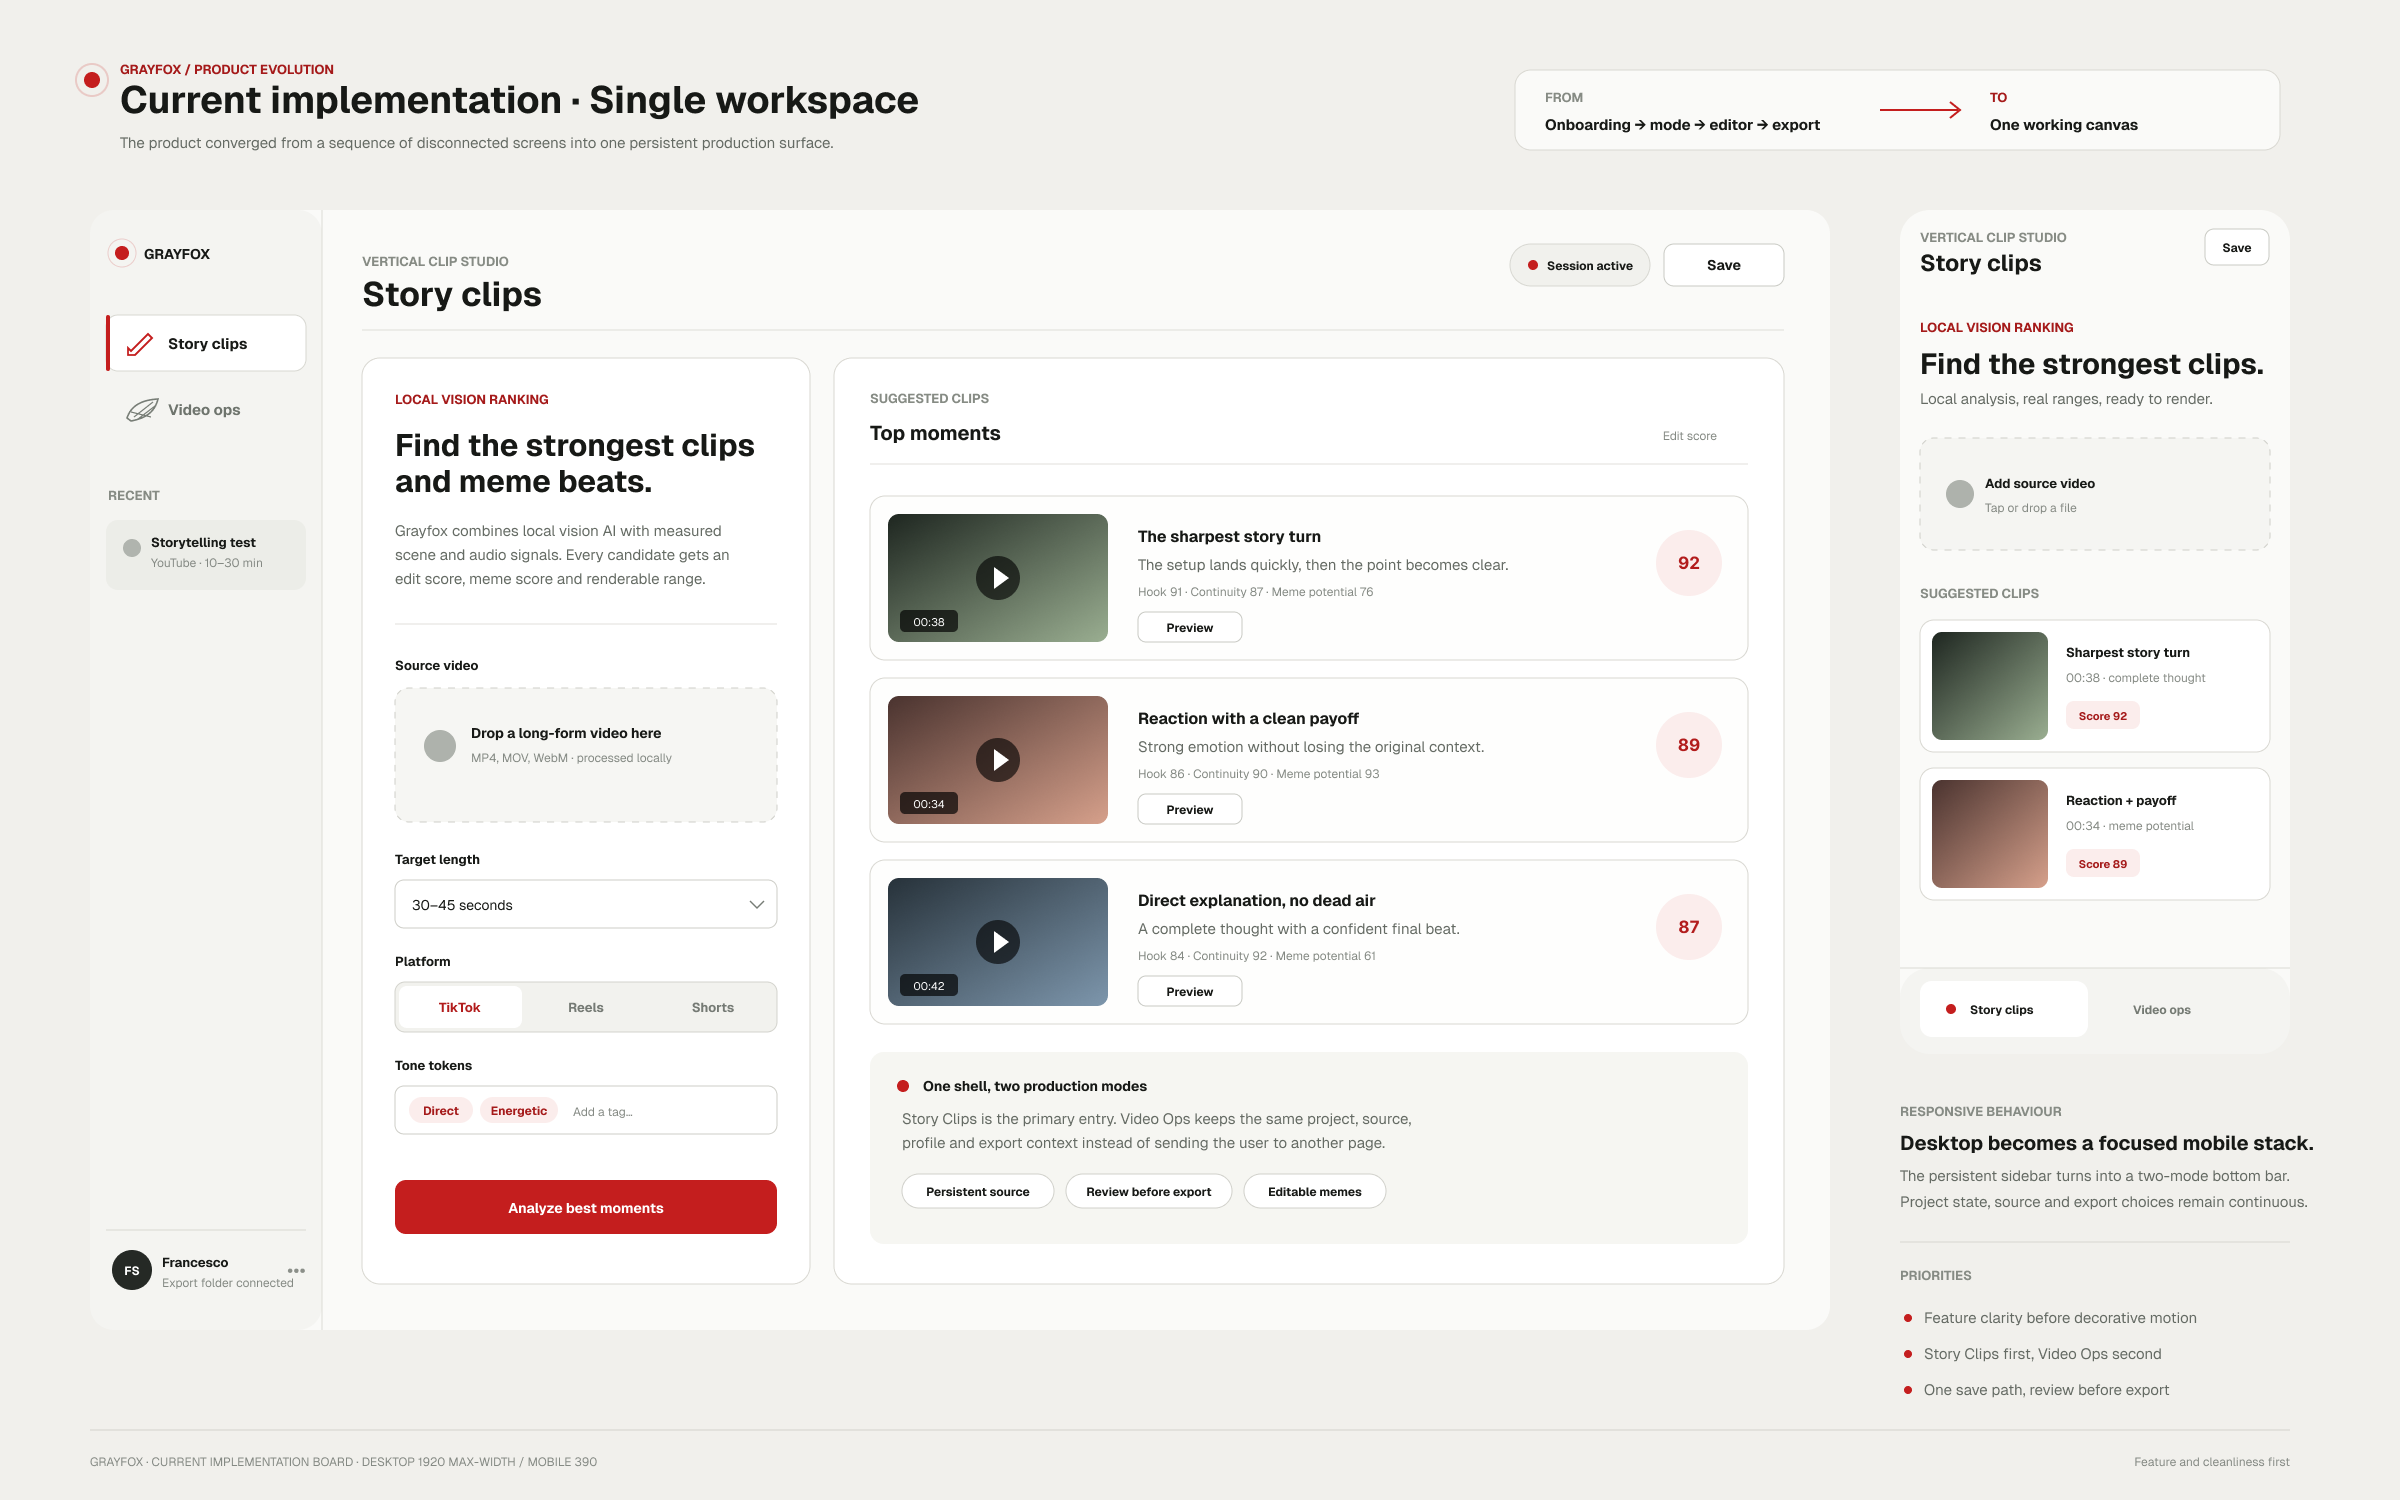 GRAYFOX / PRODUCT EVOLUTION
Current implementation · Single workspace
The product converged from a sequence of disconnected screens into one persistent production surface.
FROM
Onboarding → mode → editor → export
TO
One working canvas
GRAYFOX
Story clips
Video ops
RECENT
Storytelling test
YouTube · 10–30 min
FS
Francesco
Export folder connected
VERTICAL CLIP STUDIO
Story clips
Session active
Save
LOCAL VISION RANKING
Find the strongest clips
and meme beats.
Grayfox combines local vision AI with measured
scene and audio signals. Every candidate gets an
edit score, meme score and renderable range.
Source video
Drop a long-form video here
MP4, MOV, WebM · processed locally
Target length
30–45 seconds
Platform
TikTok
Reels
Shorts
Tone tokens
Direct
Energetic
Add a tag...
Analyze best moments
SUGGESTED CLIPS
Top moments
Edit score
00:38
The sharpest story turn
The setup lands quickly, then the point becomes clear.
Hook 91 · Continuity 87 · Meme potential 76
Preview
92
00:34
Reaction with a clean payoff
Strong emotion without losing the original context.
Hook 86 · Continuity 90 · Meme potential 93
Preview
89
00:42
Direct explanation, no dead air
A complete thought with a confident final beat.
Hook 84 · Continuity 92 · Meme potential 61
Preview
87
One shell, two production modes
Story Clips is the primary entry. Video Ops keeps the same project, source,
profile and export context instead of sending the user to another page.
Persistent source
Review before export
Editable memes
VERTICAL CLIP STUDIO
Story clips
Save
LOCAL VISION RANKING
Find the strongest clips.
Local analysis, real ranges, ready to render.
Add source video
Tap or drop a file
SUGGESTED CLIPS
Sharpest story turn
00:38 · complete thought
Score 92
Reaction + payoff
00:34 · meme potential
Score 89
Story clips
Video ops
RESPONSIVE BEHAVIOUR
Desktop becomes a focused mobile stack.
The persistent sidebar turns into a two-mode bottom bar.
Project state, source and export choices remain continuous.
PRIORITIES
Feature clarity before decorative motion
Story Clips first, Video Ops second
One save path, review before export
GRAYFOX · CURRENT IMPLEMENTATION BOARD · DESKTOP 1920 MAX-WIDTH / MOBILE 390
Feature and cleanliness first